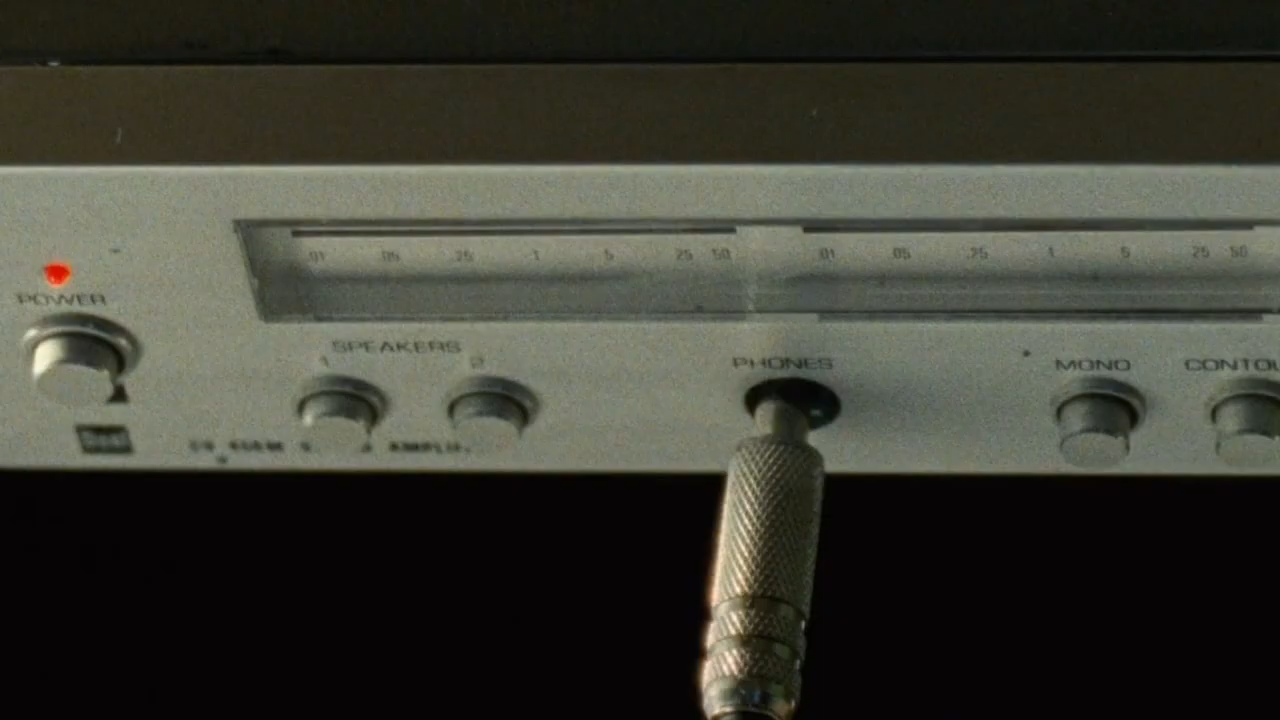 .01 .05 .25 .1 5 25 50 .01 .05 .25 1 5 25 50
POWER
SPEAKERS
1 2
PHONES
MONO
Dual